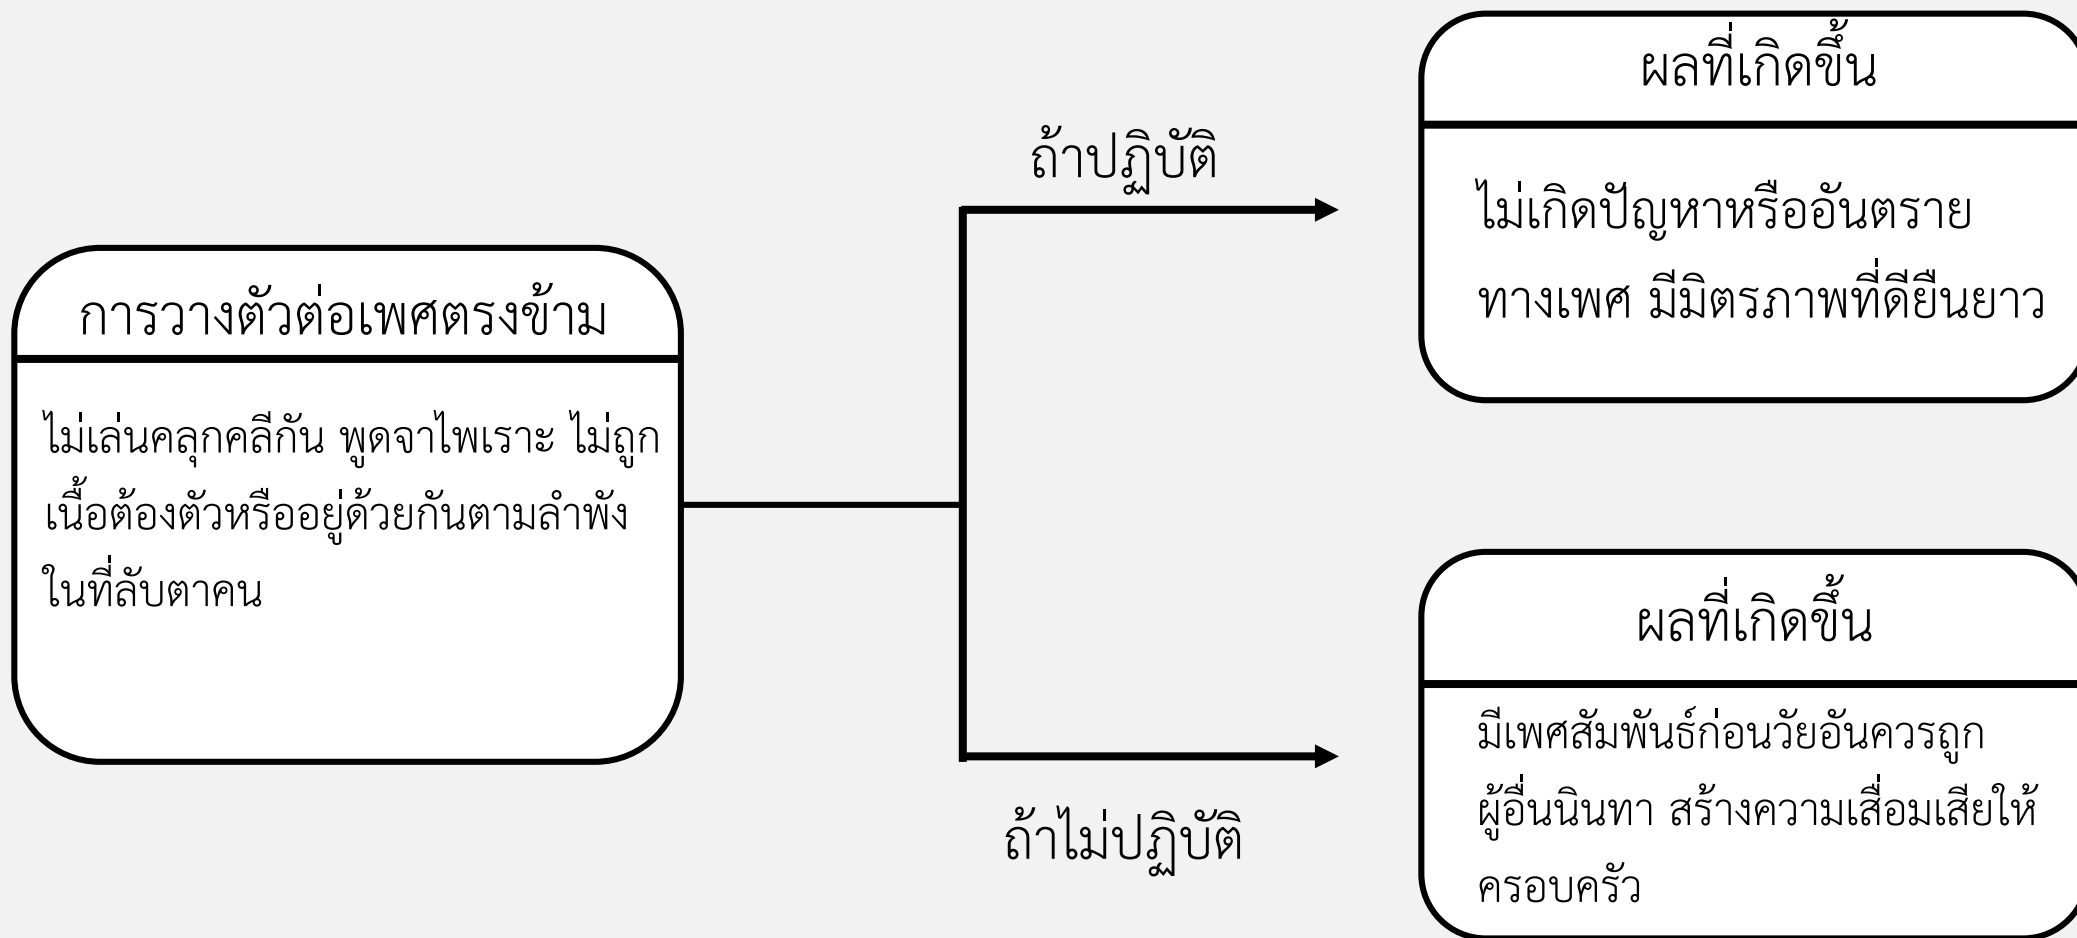 การวางตัวต่อเพศตรงข้าม
ไม่เล่นคลุกคลีกัน พูดจาไพเราะ ไม่ถูก
เนื้อต้องตัวหรืออยู่ด้วยกันตามลำพัง
ในที่ลับตาคน
ถ้าปฏิบัติ
ผลที่เกิดขึ้น
ไม่เกิดปัญหาหรืออันตราย
ทางเพศ มีมิตรภาพที่ดียืนยาว
ถ้าไม่ปฏิบัติ
ผลที่เกิดขึ้น
มีเพศสัมพันธ์ก่อนวัยอันควรถูก
ผู้อื่นนินทา สร้างความเสื่อมเสียให้
ครอบครัว